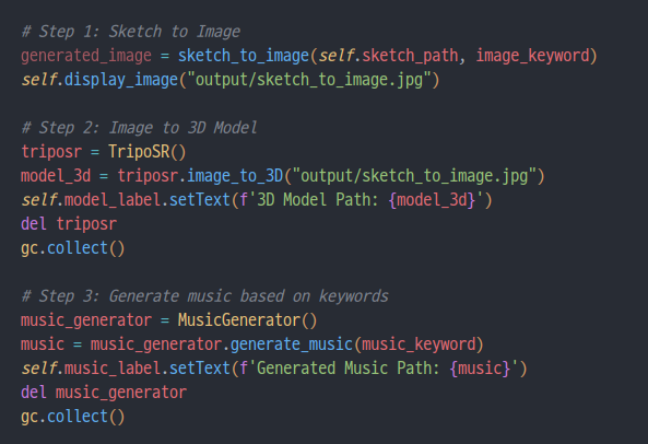 # Step 1: Sketch to Image
generated_image = sketch_to_image(self.sketch_path, image_keyword)
self.display_image("output/sketch_to_image.jpg")
# Step 2: Image to 3D Model
triposr = TripoSR()
model_3d = triposr.image_to_3D("output/sketch_to_image.jpg")
self.model_label.setText(f'3D Model Path: {model_3d}')
del triposr
gc.collect()
# Step 3: Generate music based on keywords
music_generator = MusicGenerator()
music = music_generator.generate_music(music_keyword)
self.music_label.setText(f'Generated Music Path: {music}')
del music_generator
gc.collect()